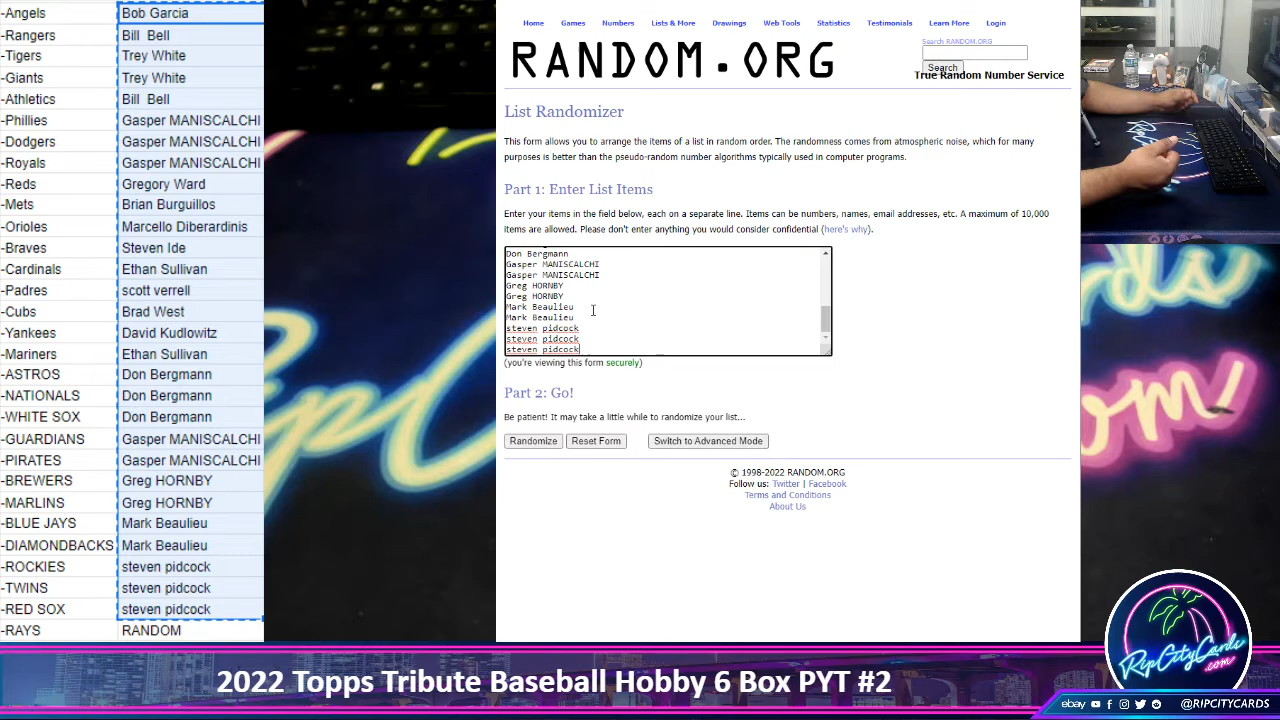 -Angels Bob Garcia
-Rangers Bill  Bell
-Tigers Trey White
-Giants Trey White
-Athletics Bill  Bell
-Phillies Gasper MANISCALCHI
-Dodgers Gasper MANISCALCHI
-Royals Gasper MANISCALCHI
-Reds Gregory Ward
-Mets Brian Burguillos
-Orioles Marcello Diberardinis
-Braves Steven Ide
-Cardinals Ethan Sullivan
-Padres scott verrell
-Cubs Brad West
-Yankees David Kudlowitz
-Mariners Ethan Sullivan
-ASTROS Don Bergmann
-NATIONALS Don Bergmann
-WHITE SOX Don Bergmann
-GUARDIANS Gasper MANISCALCHI
-PIRATES Gasper MANISCALCHI
-BREWERS Greg HORNBY
-MARLINS Greg HORNBY
-BLUE JAYS Mark Beaulieu
-DIAMONDBACKS Mark Beaulieu
-ROCKIES steven pidcock
-TWINS steven pidcock
-RED SOX steven pidcock
-RAYS RANDOM
Home Games Numbers Lists & More Drawings Web Tools Statistics Testimonials Learn More Login
RANDOM.ORG
Search RANDOM.ORG
Search
True Random Number Service
List Randomizer
This form allows you to arrange the items of a list in random order. The randomness comes from atmospheric noise, which for many
purposes is better than the pseudo-random number algorithms typically used in computer programs.
Part 1: Enter List Items
Enter your items in the field below, each on a separate line. Items can be numbers, names, email addresses, etc. A maximum of 10,000
items are allowed. Please don't enter anything you would consider confidential (here's why).
Don Bergmann
Gasper MANISCALCHI
Gasper MANISCALCHI
Greg HORNBY
Greg HORNBY
Mark Beaulieu
Mark Beaulieu
steven pidcock
steven pidcock
steven pidcock
(you're viewing this form securely)
Part 2: Go!
Be patient! It may take a little while to randomize your list...
Randomize Reset Form Switch to Advanced Mode
© 1998-2022 RANDOM.ORG
Follow us: Twitter | Facebook
Terms and Conditions
About Us
2022 Topps Tribute Baseball Hobby 6 Box PYT #2
RipCityCards
.com
ebay @RIPCITYCARDS